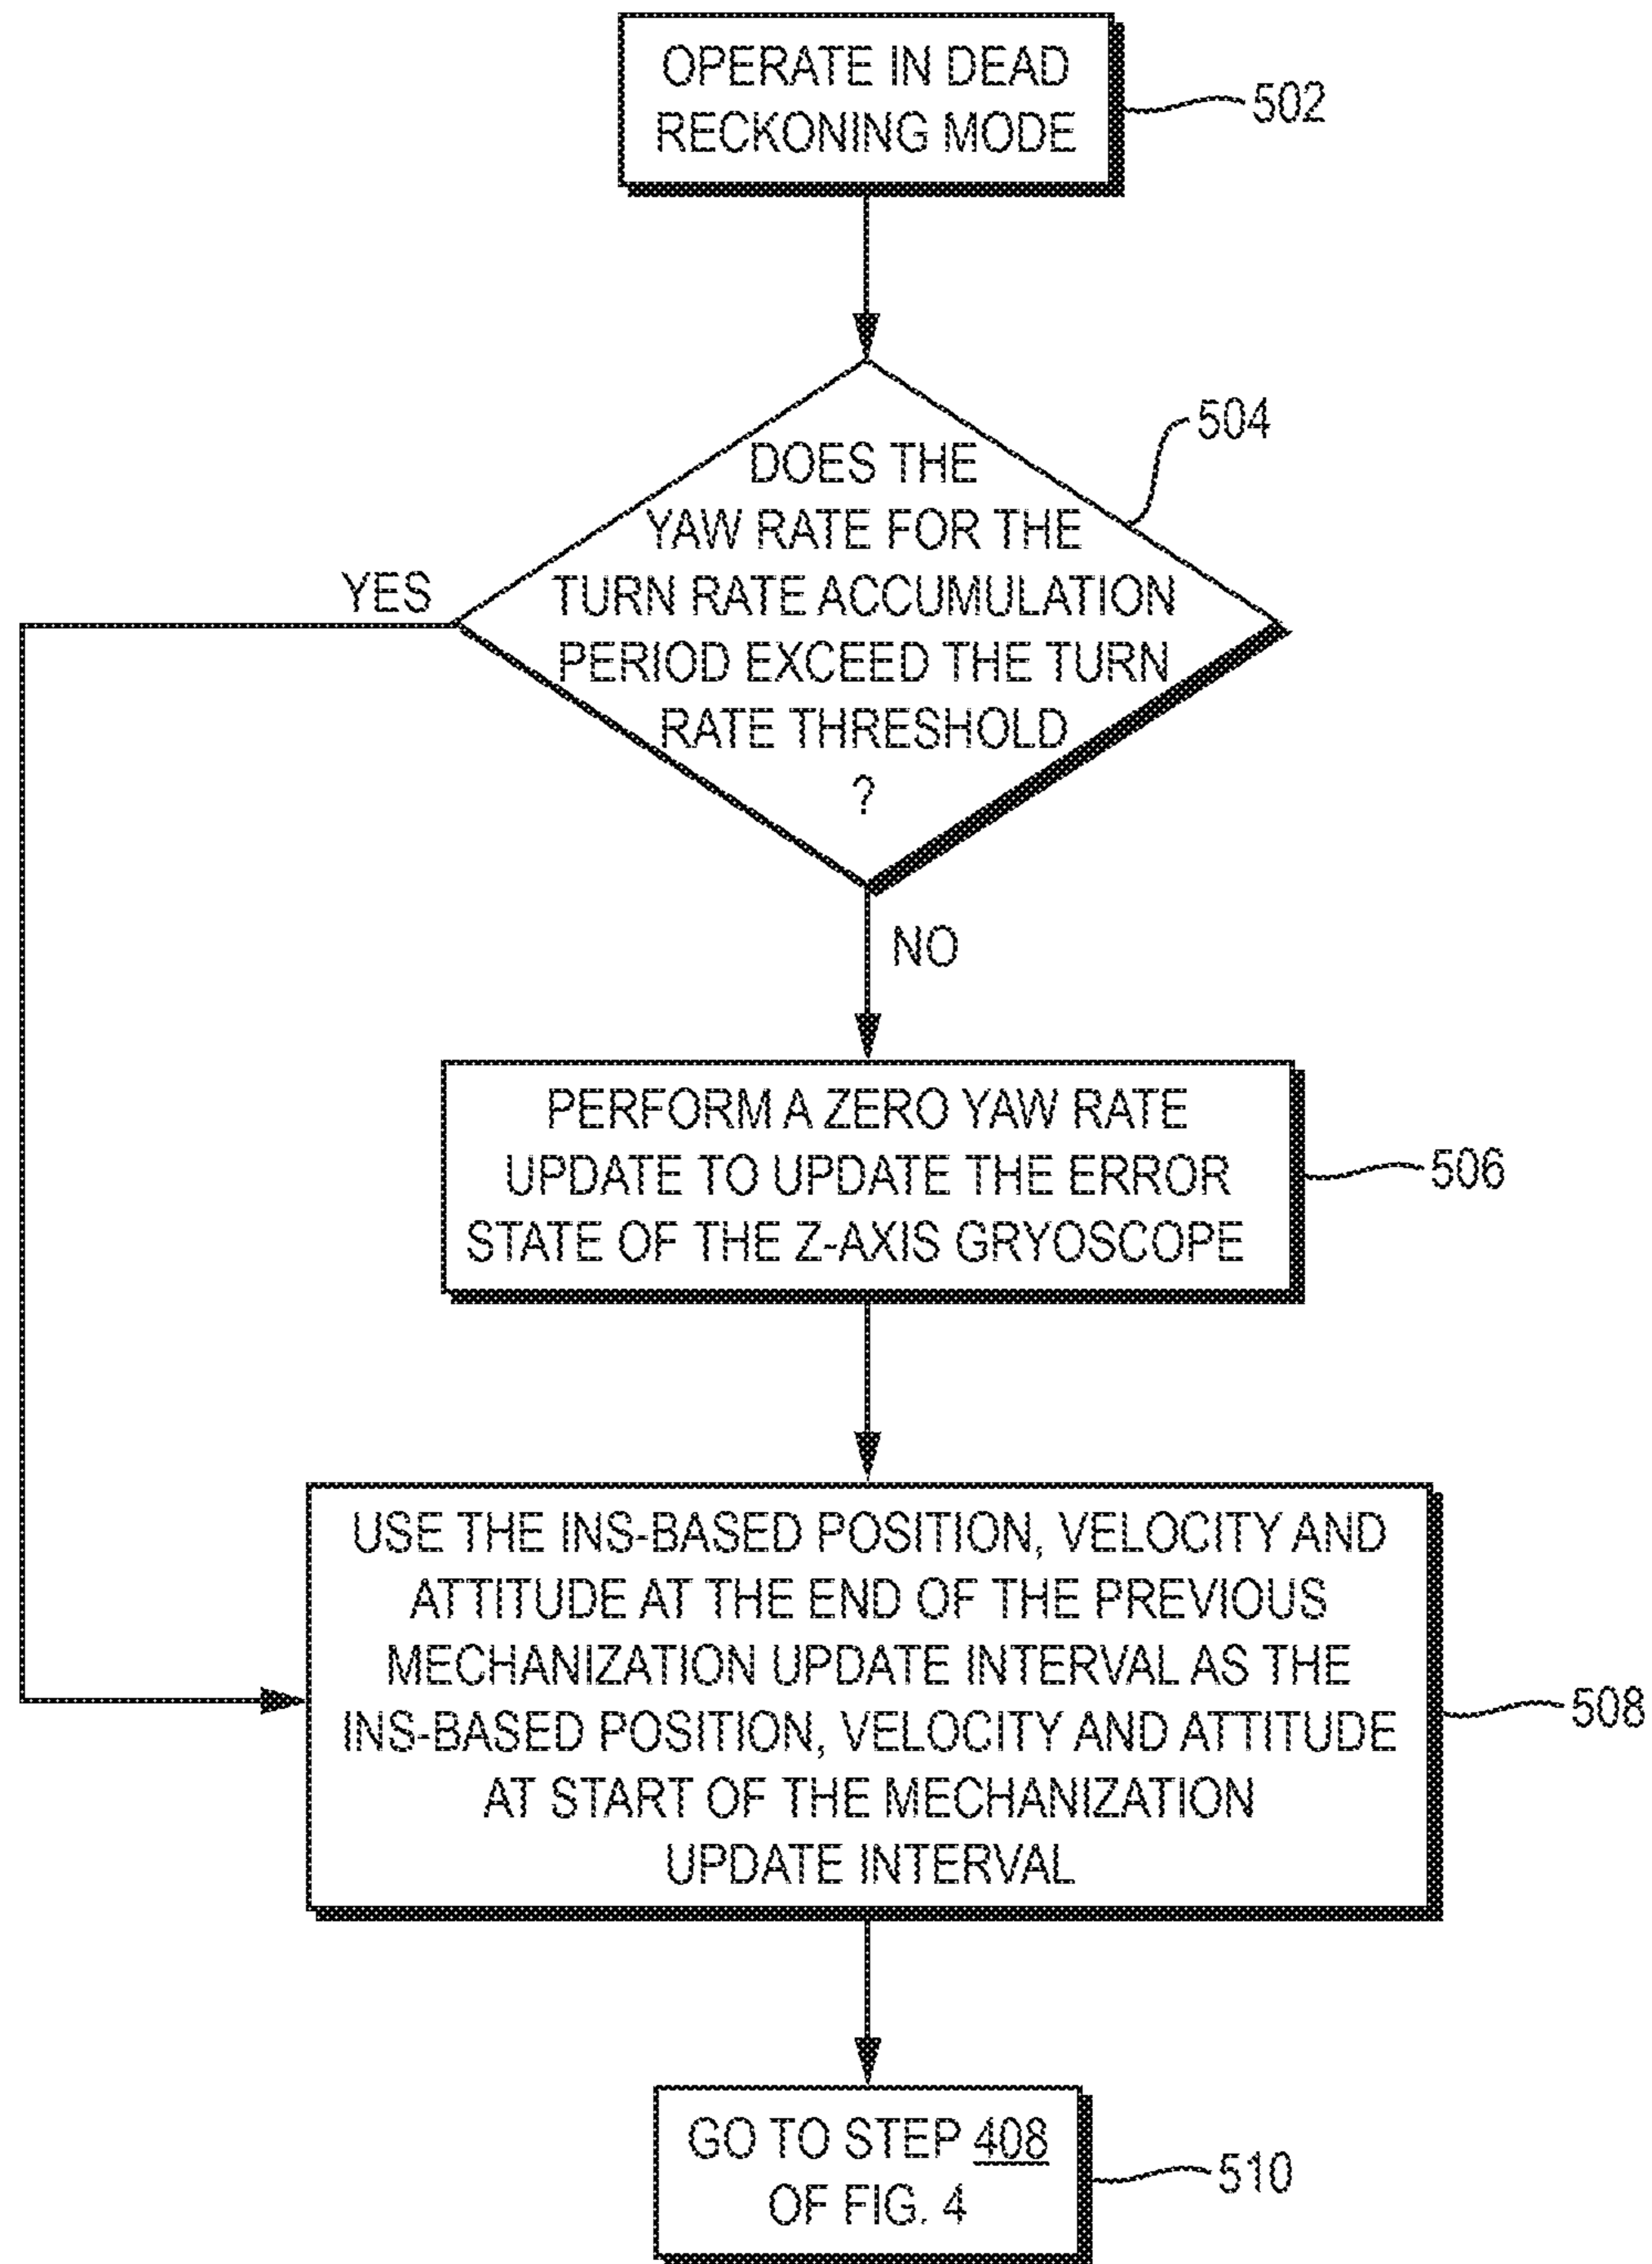 OPERATE IN DEAD
RECKONING MODE
502
504
DOES THE
YAW RATE FOR THE
TURN RATE ACCUMULATION
PERIOD EXCEED THE TURN
RATE THRESHOLD
?
YES
NO
PERFORM A ZERO YAW RATE
UPDATE TO UPDATE THE ERROR
STATE OF THE Z-AXIS GRYOSCOPE
506
USE THE INS-BASED POSITION, VELOCITY AND
ATTITUDE AT THE END OF THE PREVIOUS
MECHANIZATION UPDATE INTERVAL AS THE
INS-BASED POSITION, VELOCITY AND ATTITUDE
AT START OF THE MECHANIZATION
UPDATE INTERVAL
508
GO TO STEP 408
OF FIG. 4
510